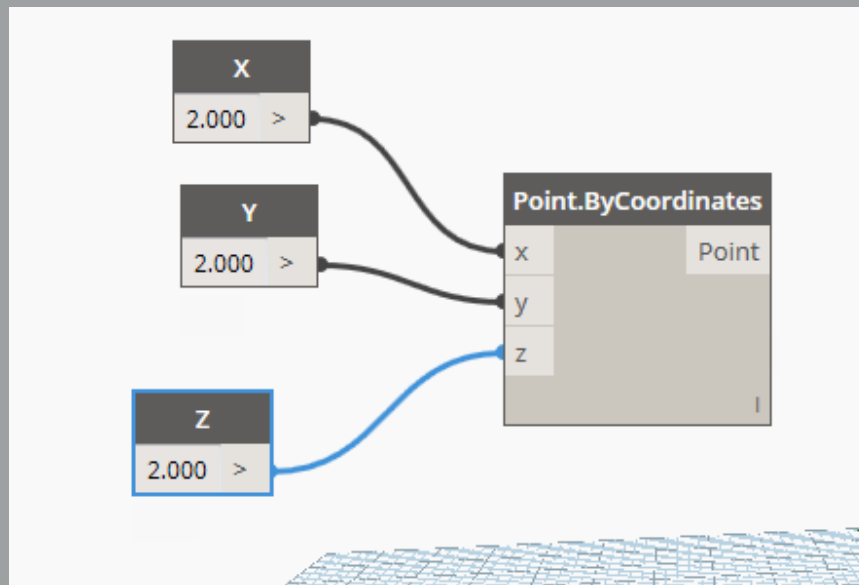 X
2.000 >
Y
2.000 >
Z
2.000 >
Point.ByCoordinates
x Point
y
z
l